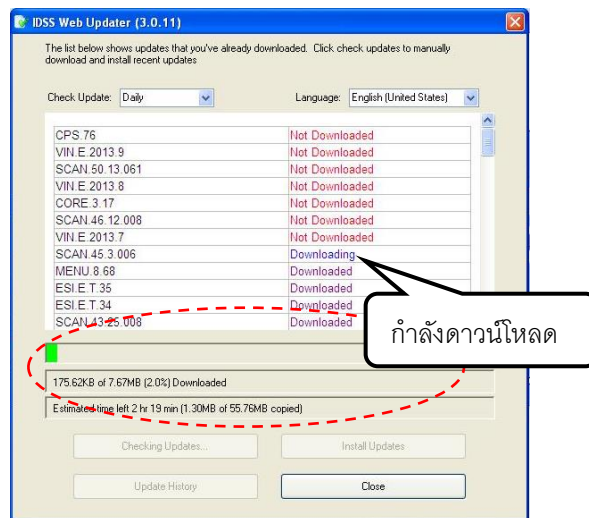 IDSS Web Updater (3.0.11)
The list below shows updates that you've already downloaded. Click check updates to manually
download and install recent updates
Check Update: Daily Language: English (United States)
CPS.76 Not Downloaded
VIN.E.2013.9 Not Downloaded
SCAN.50.13.061 Not Downloaded
VIN.E.2013.8 Not Downloaded
CORE.3.17 Not Downloaded
SCAN.46.12.008 Not Downloaded
VIN.E.2013.7 Not Downloaded
SCAN.45.3.006 Downloading
MENU.8.68 Downloaded
ESI.E.T.35 Downloaded
ESI.E.T.34 Downloaded
SCAN.43.25.008 Downloaded
กำลังดาวน์โหลด
175.62KB of 7.67MB (2.0%) Downloaded
Estimated time left 2 hr 19 min (1.30MB of 55.76MB copied)
Checking Updates... Install Updates
Update History Close